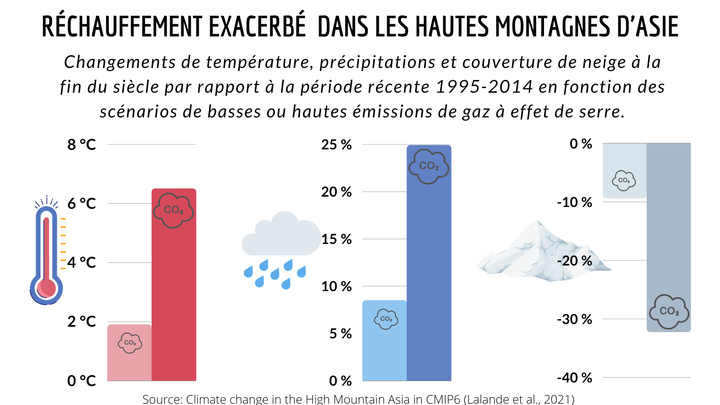 RÉCHAUFFEMENT EXACERBÉ DANS LES HAUTES MONTAGNES D'ASIE
Changements de température, précipitations et couverture de neige à la
fin du siècle par rapport à la période récente 1995-2014 en fonction des
scénarios de basses ou hautes émissions de gaz à effet de serre.
8 °C
6 °C
4 °C
2 °C
0 °C
CO₂
CO₂
25 %
20 %
15 %
10 %
5 %
0 %
CO₂
CO₂
0 %
-10 %
-20 %
-30 %
-40 %
CO₂
CO₂
Source: Climate change in the High Mountain Asia in CMIP6 (Lalande et al., 2021)